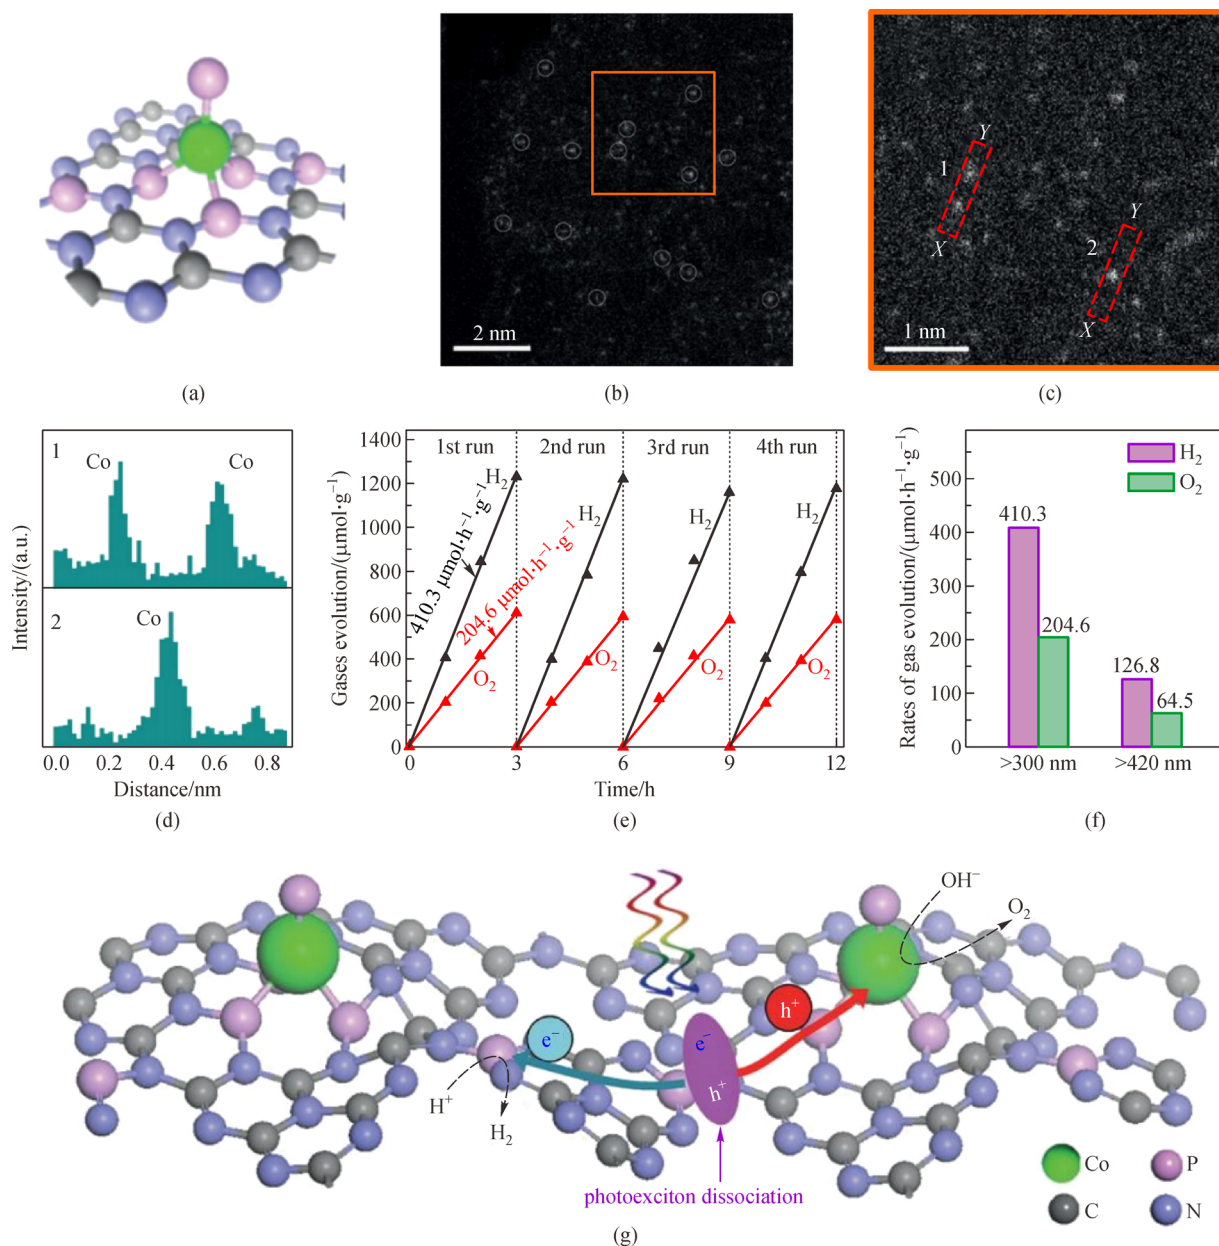 (a)
2 nm
(b)
1
Y
X
2
Y
X
1 nm
(c)
1
Co
Co
2
Co
Intensity/(a.u.)
0.0 0.2 0.4 0.6 0.8
Distance/nm
(d)
1st run
2nd run
3rd run
4th run
H₂
H₂
H₂
H₂
410.3 μmol·h⁻¹·g⁻¹
204.6 μmol·h⁻¹·g⁻¹
O₂
O₂
O₂
O₂
Gases evolution/(μmol·g⁻¹)
1400
1200
1000
800
600
400
200
0
0 3 6 9 12
Time/h
(e)
H₂
O₂
Rates of gas evolution/(μmol·h⁻¹·g⁻¹)
500
400
300
200
100
0
410.3
204.6
126.8
64.5
>300 nm >420 nm
(f)
OH⁻
O₂
h⁺
e⁻
e⁻
h⁺
H⁺
H₂
photoexciton dissociation
Co
P
C
N
(g)